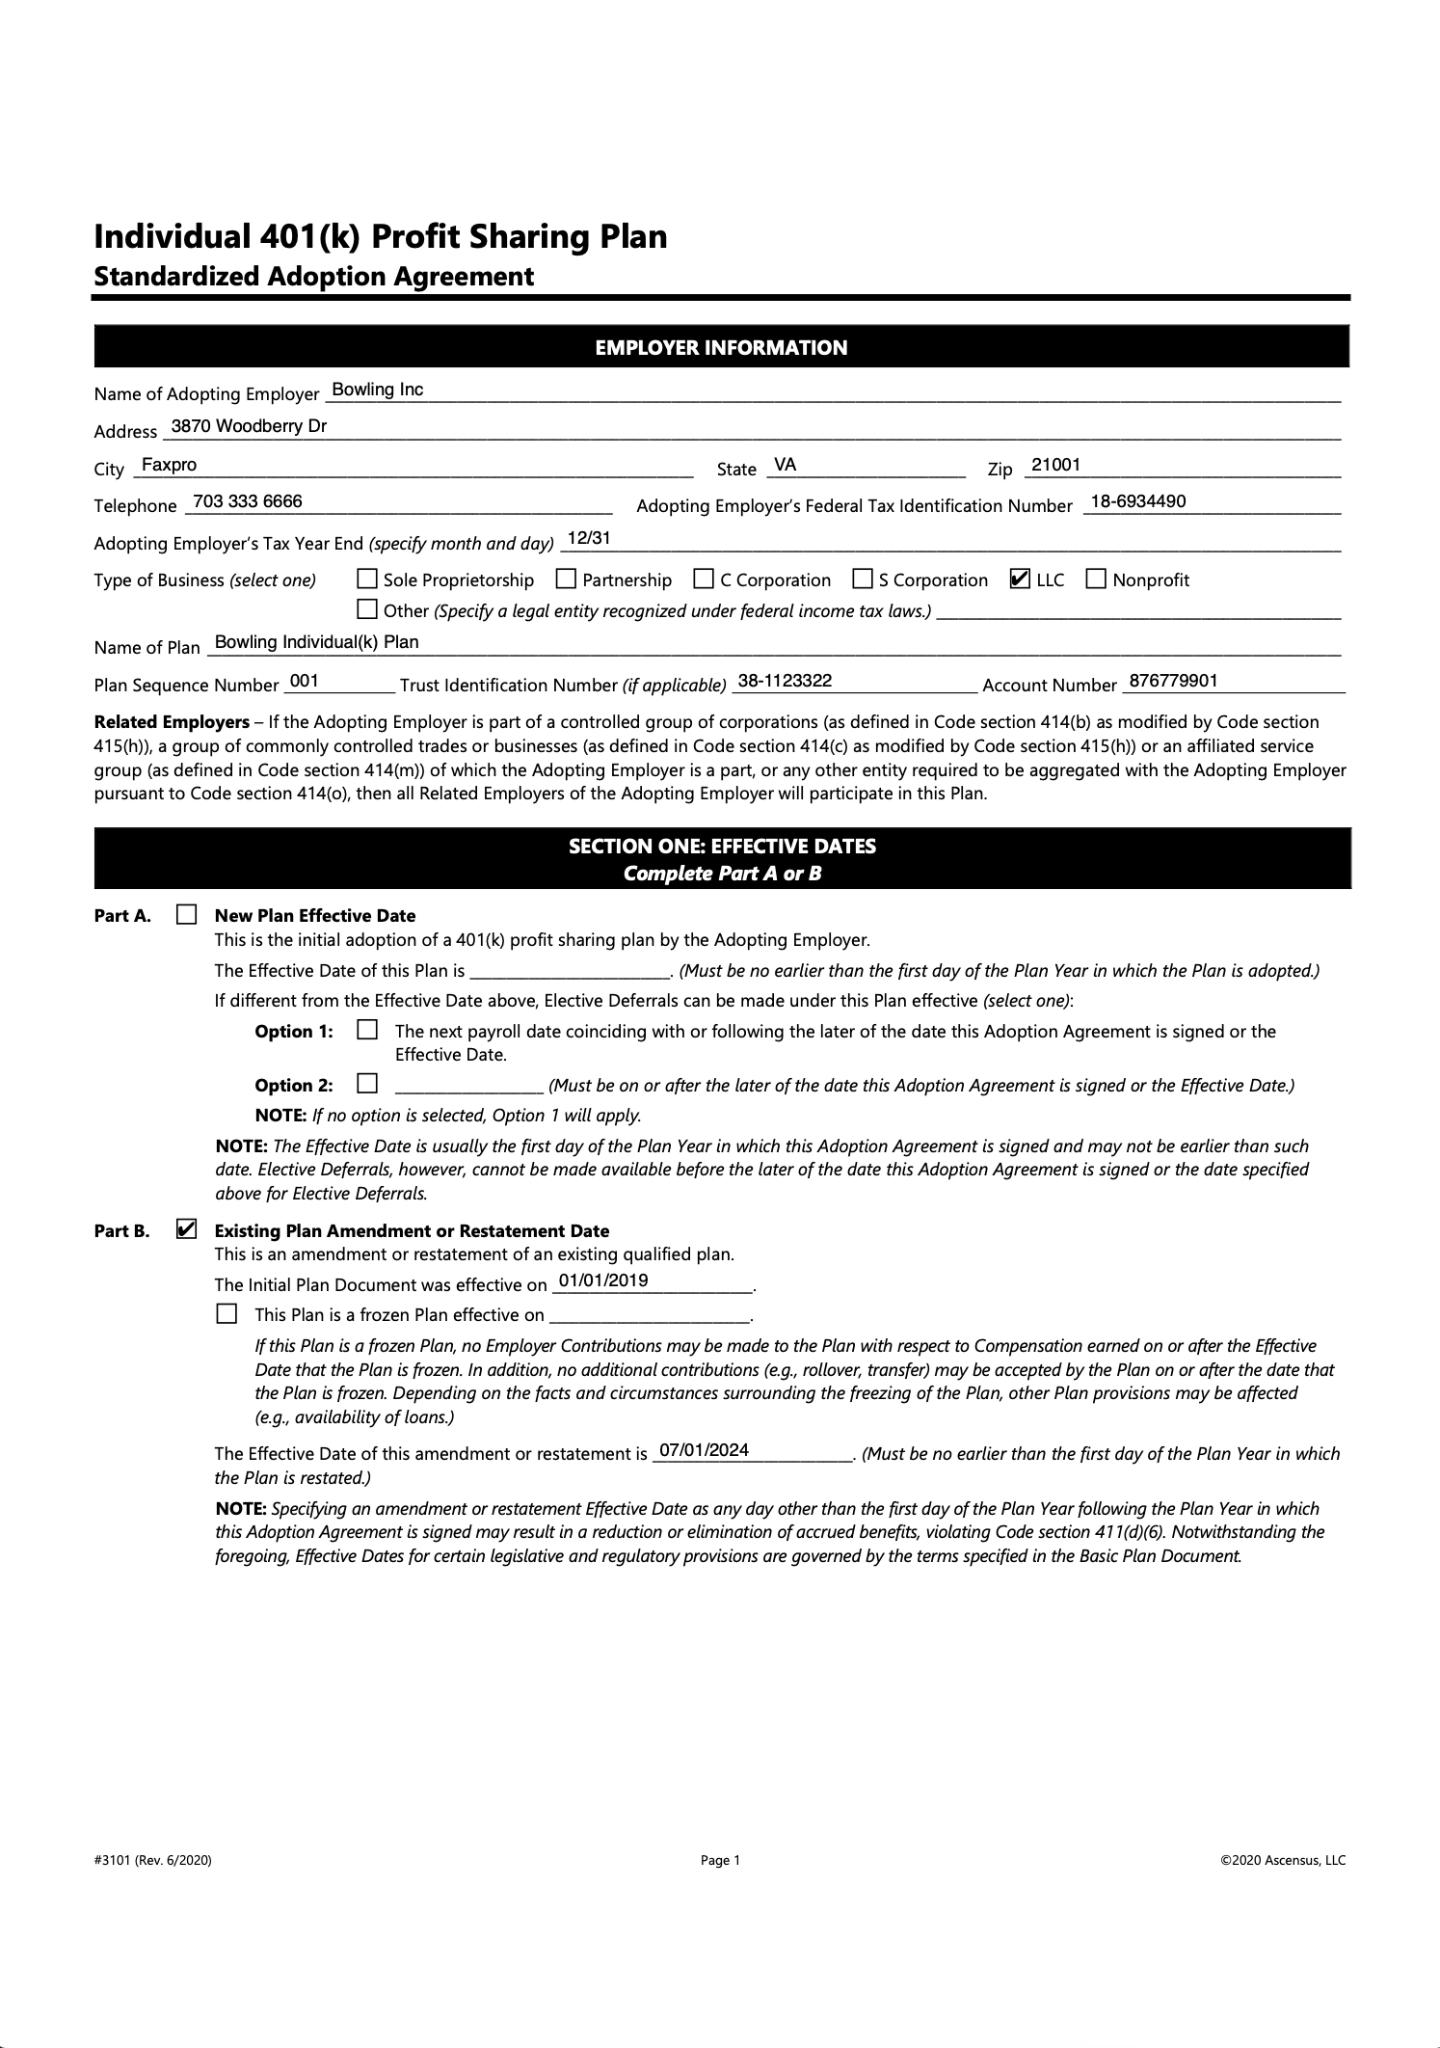 Individual 401(k) Profit Sharing Plan
Standardized Adoption Agreement
EMPLOYER INFORMATION
Name of Adopting Employer Bowling Inc
Address 3870 Woodberry Dr
City Faxpro State VA Zip 21001
Telephone 703 333 6666 Adopting Employer's Federal Tax Identification Number 18-6934490
Adopting Employer's Tax Year End (specify month and day) 12/31
Type of Business (select one) ☐ Sole Proprietorship ☐ Partnership ☐ C Corporation ☐ S Corporation ☑ LLC ☐ Nonprofit
☐ Other (Specify a legal entity recognized under federal income tax laws.)
Name of Plan Bowling Individual(k) Plan
Plan Sequence Number 001 Trust Identification Number (if applicable) 38-1123322 Account Number 876779901
Related Employers – If the Adopting Employer is part of a controlled group of corporations (as defined in Code section 414(b) as modified by Code section
415(h)), a group of commonly controlled trades or businesses (as defined in Code section 414(c) as modified by Code section 415(h)) or an affiliated service
group (as defined in Code section 414(m)) of which the Adopting Employer is a part, or any other entity required to be aggregated with the Adopting Employer
pursuant to Code section 414(o), then all Related Employers of the Adopting Employer will participate in this Plan.
SECTION ONE: EFFECTIVE DATES
Complete Part A or B
Part A. ☐ New Plan Effective Date
This is the initial adoption of a 401(k) profit sharing plan by the Adopting Employer.
The Effective Date of this Plan is ____________________. (Must be no earlier than the first day of the Plan Year in which the Plan is adopted.)
If different from the Effective Date above, Elective Deferrals can be made under this Plan effective (select one):
Option 1: ☐ The next payroll date coinciding with or following the later of the date this Adoption Agreement is signed or the
Effective Date.
Option 2: ☐ _______________ (Must be on or after the later of the date this Adoption Agreement is signed or the Effective Date.)
NOTE: If no option is selected, Option 1 will apply.
NOTE: The Effective Date is usually the first day of the Plan Year in which this Adoption Agreement is signed and may not be earlier than such
date. Elective Deferrals, however, cannot be made available before the later of the date this Adoption Agreement is signed or the date specified
above for Elective Deferrals.
Part B. ☑ Existing Plan Amendment or Restatement Date
This is an amendment or restatement of an existing qualified plan.
The Initial Plan Document was effective on 01/01/2019.
☐ This Plan is a frozen Plan effective on ____________________.
If this Plan is a frozen Plan, no Employer Contributions may be made to the Plan with respect to Compensation earned on or after the Effective
Date that the Plan is frozen. In addition, no additional contributions (e.g., rollover, transfer) may be accepted by the Plan on or after the date that
the Plan is frozen. Depending on the facts and circumstances surrounding the freezing of the Plan, other Plan provisions may be affected
(e.g., availability of loans.)
The Effective Date of this amendment or restatement is 07/01/2024. (Must be no earlier than the first day of the Plan Year in which
the Plan is restated.)
NOTE: Specifying an amendment or restatement Effective Date as any day other than the first day of the Plan Year following the Plan Year in which
this Adoption Agreement is signed may result in a reduction or elimination of accrued benefits, violating Code section 411(d)(6). Notwithstanding the
foregoing, Effective Dates for certain legislative and regulatory provisions are governed by the terms specified in the Basic Plan Document.
#3101 (Rev. 6/2020) Page 1 ©2020 Ascensus, LLC